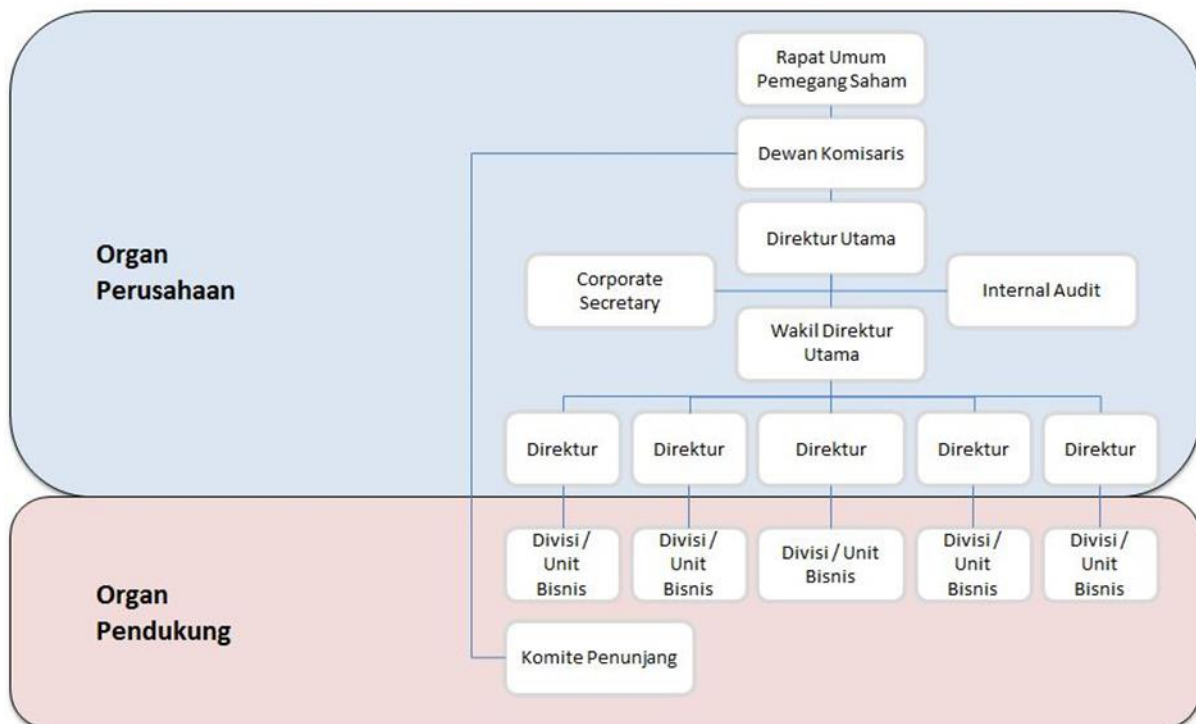 Rapat Umum
Pemegang Saham
Dewan Komisaris
Direktur Utama
Organ
Perusahaan
Corporate
Secretary
Internal Audit
Wakil Direktur
Utama
Direktur
Direktur
Direktur
Direktur
Direktur
Organ
Pendukung
Divisi /
Unit
Bisnis
Divisi /
Unit
Bisnis
Divisi / Unit
Bisnis
Divisi /
Unit
Bisnis
Divisi /
Unit
Bisnis
Komite Penunjang